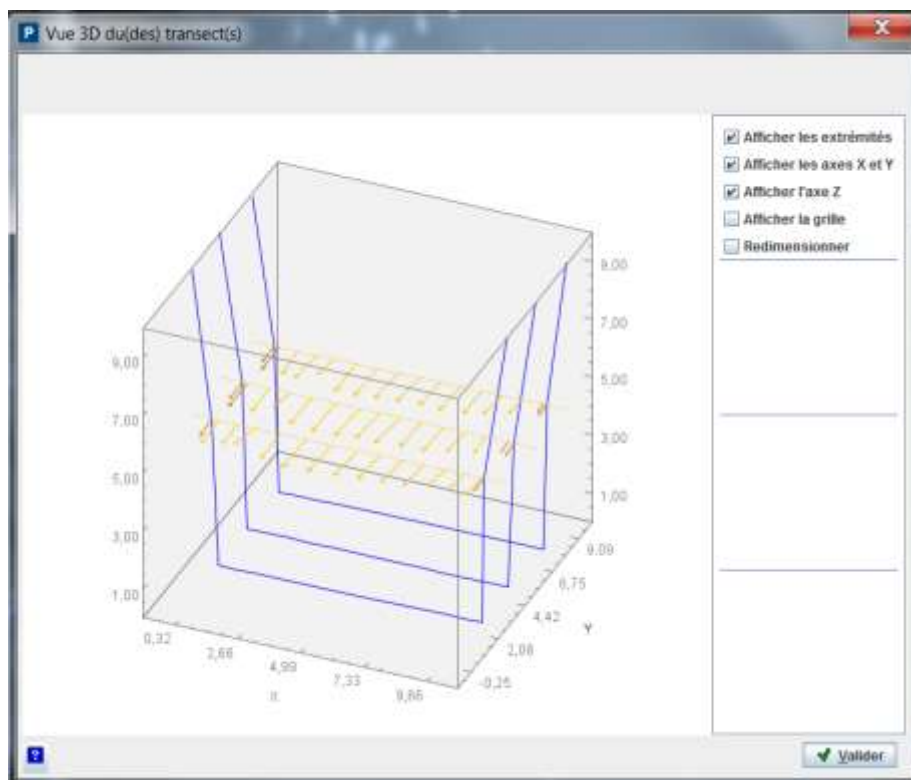 Vue 3D du(des) transect(s)
Afficher les extrémités
Afficher les axes X et Y
Afficher l'axe Z
Afficher la grille
Redimensionner
9,00
7,00
5,00
3,00
1,00
9,00
7,00
5,00
3,00
1,00
9,09
6,75
4,42
2,08
-0,25
Y
0,32
2,66
4,99
7,33
9,66
X
?
Valider